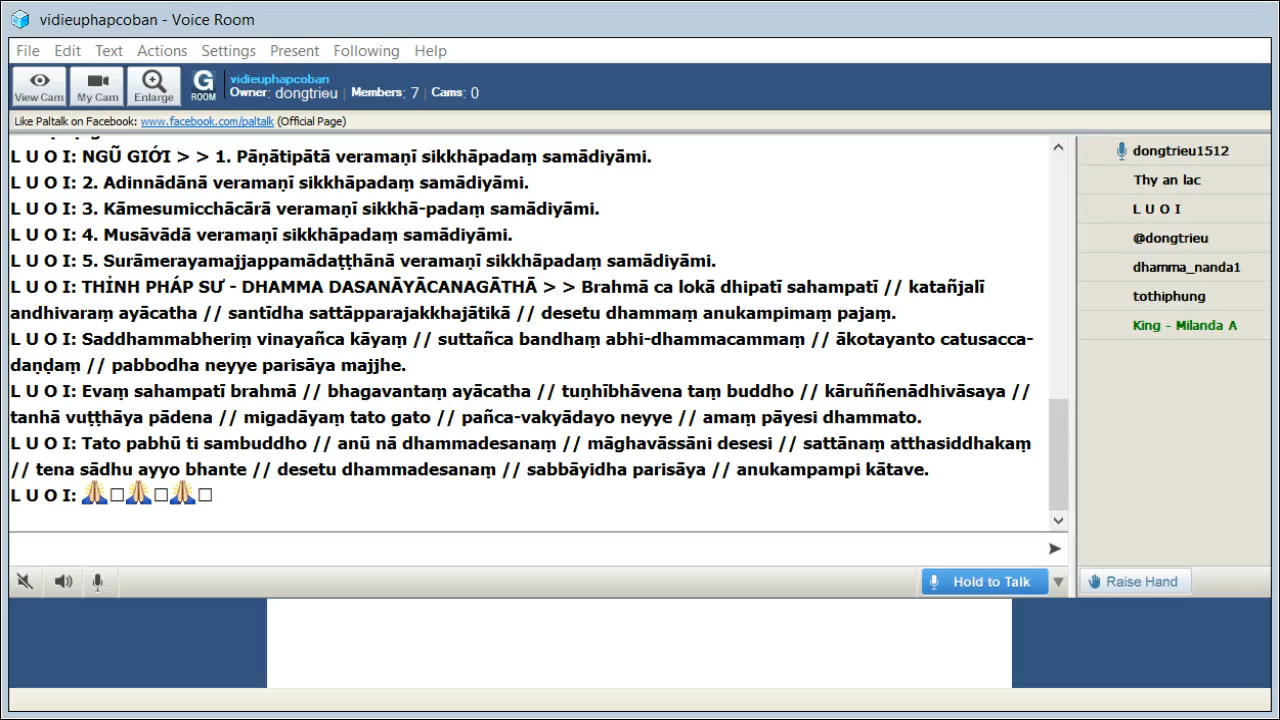 vidieuphapcoban - Voice Room
File Edit Text Actions Settings Present Following Help
View Cam My Cam Enlarge G ROOM
vidieuphapcoban
Owner: dongtrieu | Members: 7 | Cams: 0
Like Paltalk on Facebook: www.facebook.com/paltalk (Official Page)
L U O I: NGŨ GIỚI > > 1. Pāṇātipātā veramaṇī sikkhāpadaṃ samādiyāmi.
L U O I: 2. Adinnādānā veramaṇī sikkhāpadaṃ samādiyāmi.
L U O I: 3. Kāmesumicchācārā veramaṇī sikkhā-padaṃ samādiyāmi.
L U O I: 4. Musāvādā veramaṇī sikkhāpadaṃ samādiyāmi.
L U O I: 5. Surāmerayamajjappamādaṭṭhānā veramaṇī sikkhāpadaṃ samādiyāmi.
L U O I: THỈNH PHÁP SƯ - DHAMMA DASANĀYĀCANAGĀTHĀ > > Brahmā ca lokā dhipatī sahampatī // katañjalī
andhivaraṃ ayācatha // santīdha sattāpparajakkhajātikā // desetu dhammaṃ anukampimaṃ pajaṃ.
L U O I: Saddhammabheriṃ vinayañca kāyaṃ // suttañca bandhaṃ abhi-dhammacammaṃ // ākotayanto catusacca-
daṇḍaṃ // pabbodha neyye parisāya majjhe.
L U O I: Evaṃ sahampatī brahmā // bhagavantaṃ ayācatha // tuṇhībhāvena taṃ buddho // kāruññenādhivāsaya //
tanhā vuṭṭhāya pādena // migadāyaṃ tato gato // pañca-vakyādayo neyye // amaṃ pāyesi dhammato.
L U O I: Tato pabhū ti sambuddho // anū nā dhammadesanaṃ // māghavāssāni desesi // sattānaṃ atthasiddhakaṃ
// tena sādhu ayyo bhante // desetu dhammadesanaṃ // sabbāyidha parisāya // anukampampi kātave.
L U O I: 🙏□🙏□🙏□
dongtrieu1512
Thy an lac
L U O I
@dongtrieu
dhamma_nanda1
tothiphung
King - Milanda A
Hold to Talk
Raise Hand